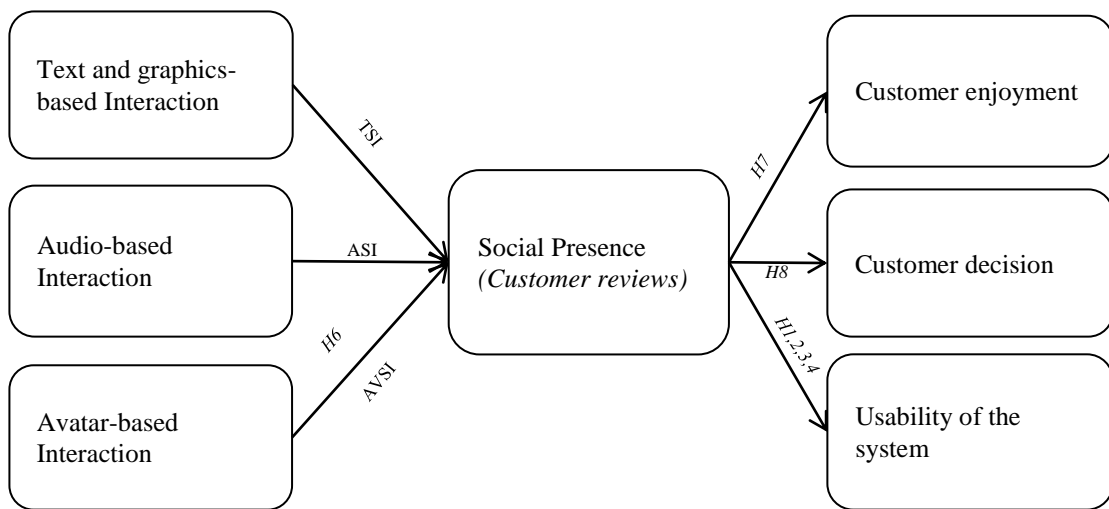 Text and graphics-
based Interaction
TSI
Audio-based
Interaction
ASI
Avatar-based
Interaction
H6
AVSI
Social Presence
(Customer reviews)
H7
Customer enjoyment
H8
Customer decision
H1,2,3,4
Usability of the
system